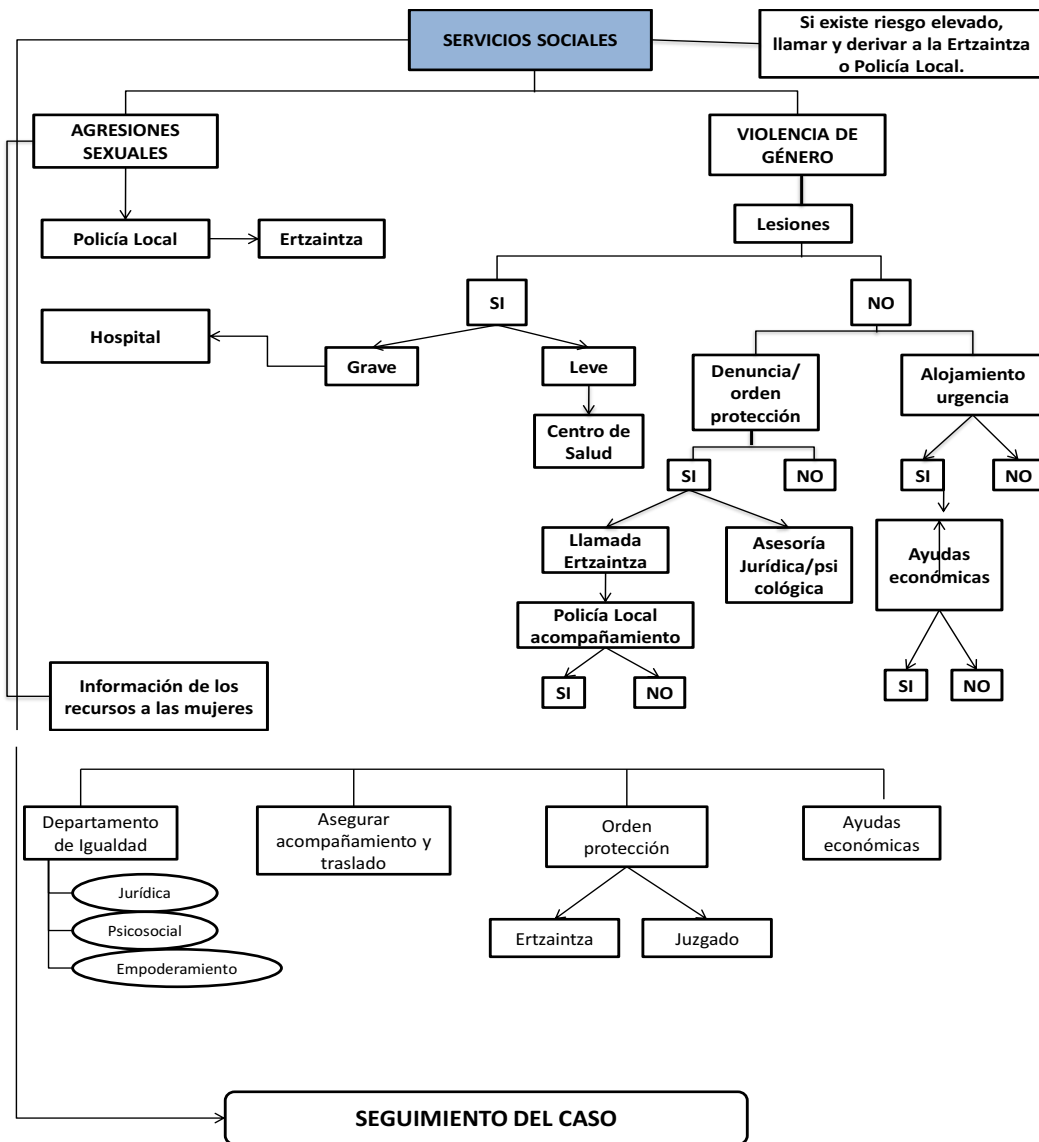 SERVICIOS SOCIALES
Si existe riesgo elevado,
llamar y derivar a la Ertzaintza
o Policía Local.
AGRESIONES
SEXUALES
VIOLENCIA DE
GÉNERO
Policía Local
Ertzaintza
Lesiones
SI
NO
Hospital
Grave
Leve
Denuncia/
orden
protección
Alojamiento
urgencia
Centro de
Salud
SI
NO
SI
NO
Llamada
Ertzaintza
Asesoría
Jurídica/psi
cológica
Ayudas
económicas
Policía Local
acompañamiento
SI
NO
SI
NO
Información de los
recursos a las mujeres
Departamento
de Igualdad
Asegurar
acompañamiento y
traslado
Orden
protección
Ayudas
económicas
Jurídica
Psicosocial
Empoderamiento
Ertzaintza
Juzgado
SEGUIMIENTO DEL CASO